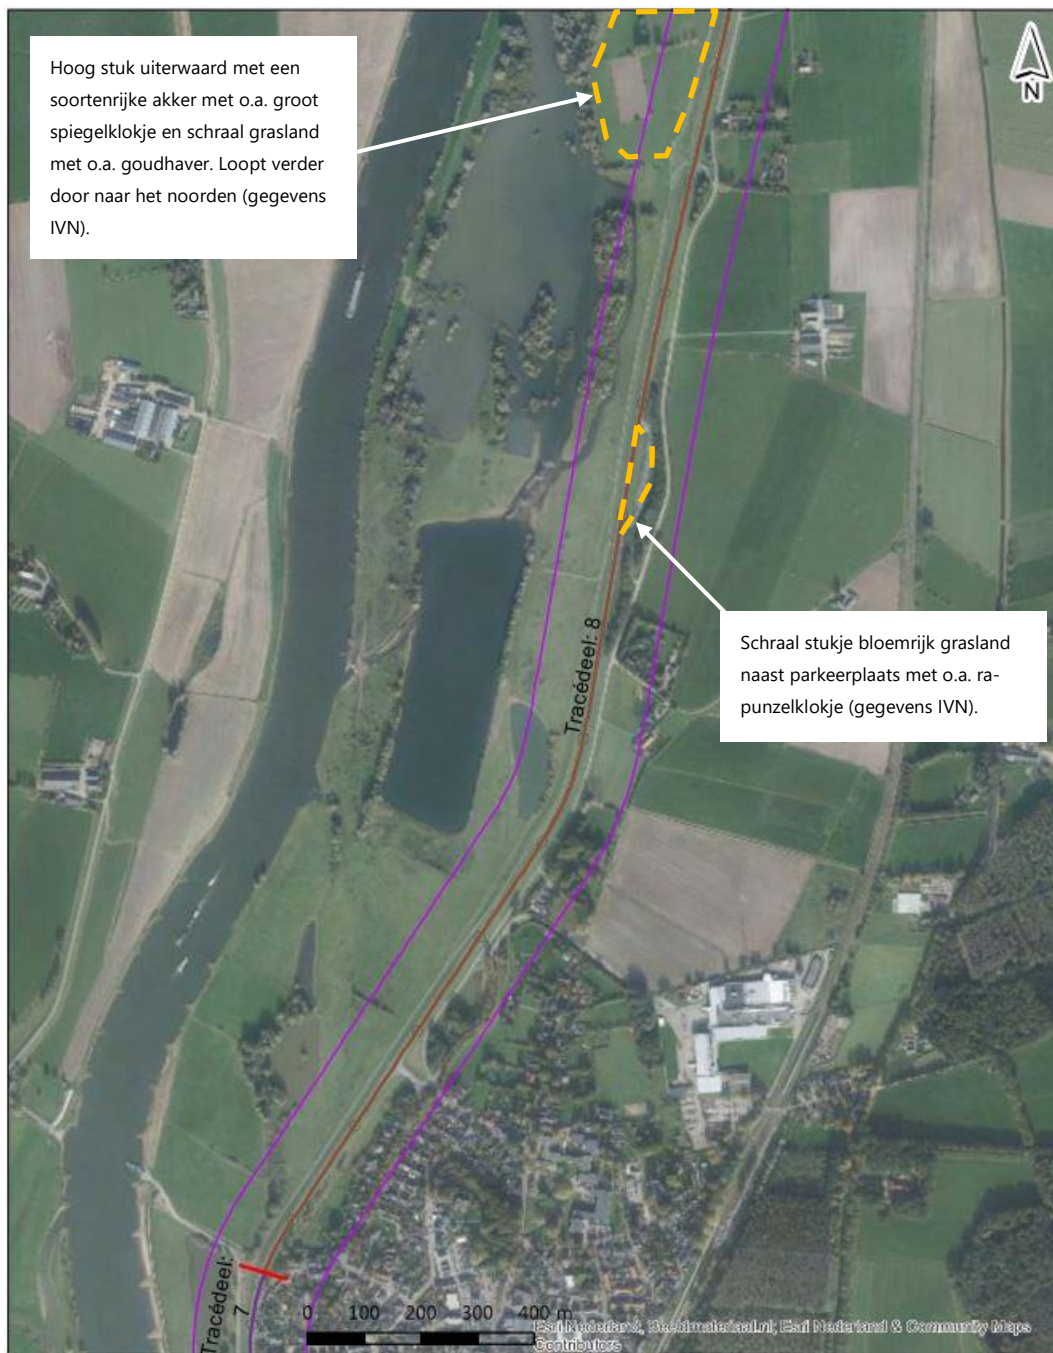 Hoog stuk uiterwaard met een
soortenrijke akker met o.a. groot
spiegelklokje en schraal grasland
met o.a. goudhaver. Loopt verder
door naar het noorden (gegevens
IVN).
N
Schraal stukje bloemrijk grasland
naast parkeerplaats met o.a. ra-
punzelklokje (gegevens IVN).
Tracédeel: 8
Tracédeel:
7
0 100 200 300 400 m
Esri Nederland, Beeldmateriaal.nl; Esri Nederland & Community Maps
Contributors